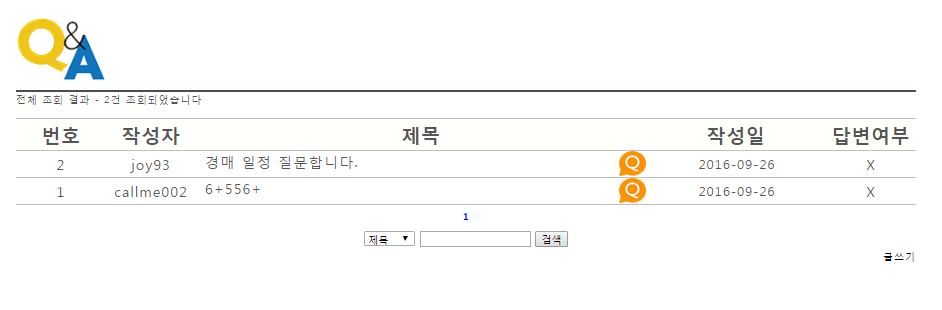 Q&A
전체 조회 결과 - 2건 조회되었습니다
번호 작성자 제목 작성일 답변여부
2 joy93 경매 일정 질문합니다. Q 2016-09-26 X
1 callme002 6+556+ Q 2016-09-26 X
1
제목 ▼ 검색
글쓰기